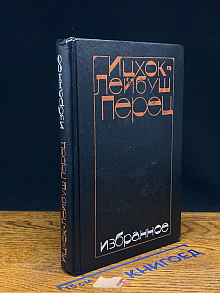 Ицхок-
Лейбуш
Перец
избранное
Ицхок-Лейбуш Перец
избранное
КНИГОЕД